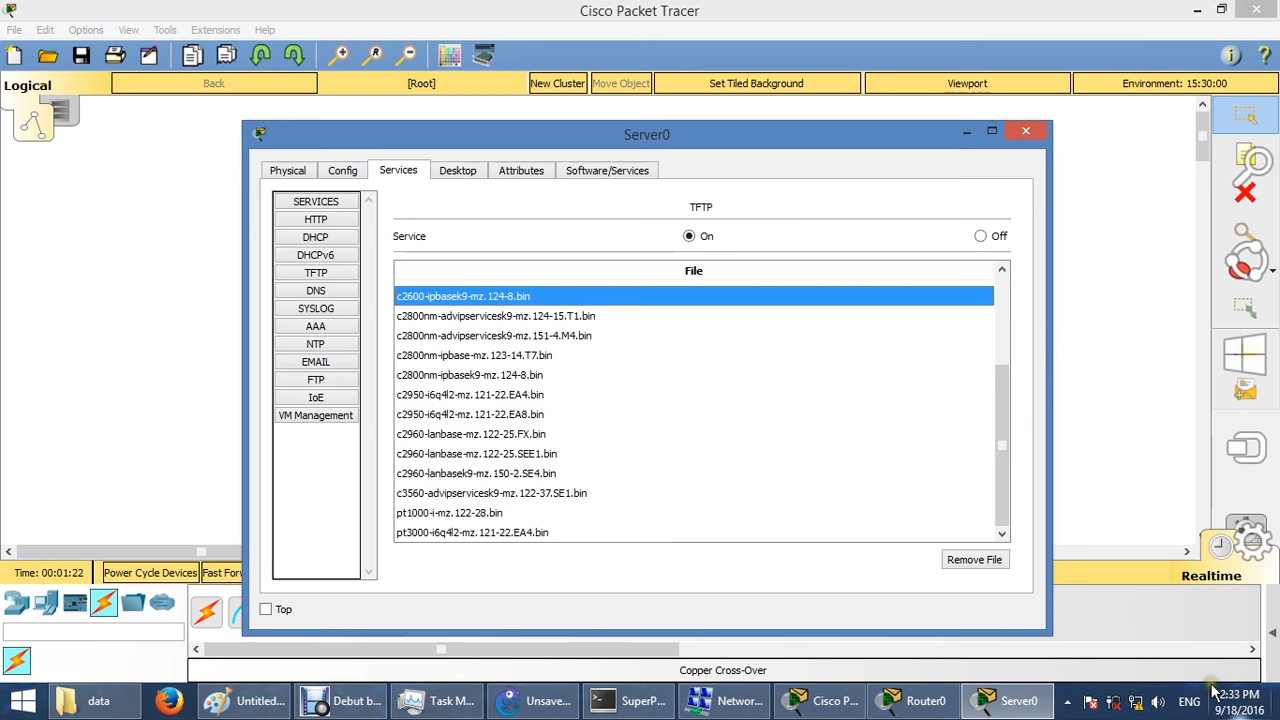 Cisco Packet Tracer
File Edit Options View Tools Extensions Help
Logical Back [Root] New Cluster Move Object Set Tiled Background Viewport Environment: 15:30:00
Server0
Physical Config Services Desktop Attributes Software/Services
SERVICES
HTTP
DHCP
DHCPv6
TFTP
DNS
SYSLOG
AAA
NTP
EMAIL
FTP
IoE
VM Management
TFTP
Service On Off
File
c2600-ipbasek9-mz.124-8.bin
c2800nm-advipservicesk9-mz.124-15.T1.bin
c2800nm-advipservicesk9-mz.151-4.M4.bin
c2800nm-ipbase-mz.123-14.T7.bin
c2800nm-ipbasek9-mz.124-8.bin
c2950-i6q4l2-mz.121-22.EA4.bin
c2950-i6q4l2-mz.121-22.EA8.bin
c2960-lanbase-mz.122-25.FX.bin
c2960-lanbase-mz.122-25.SEE1.bin
c2960-lanbasek9-mz.150-2.SE4.bin
c3560-advipservicesk9-mz.122-37.SE1.bin
pt1000-i-mz.122-28.bin
pt3000-i6q4l2-mz.121-22.EA4.bin
Remove File
Top
Time: 00:01:22 Power Cycle Devices Fast For
Realtime
Copper Cross-Over
data Untitled... Debut b... Task M... Unsave... SuperP... Networ... Cisco P... Router0 Server0 ENG 2:33 PM
9/18/2016